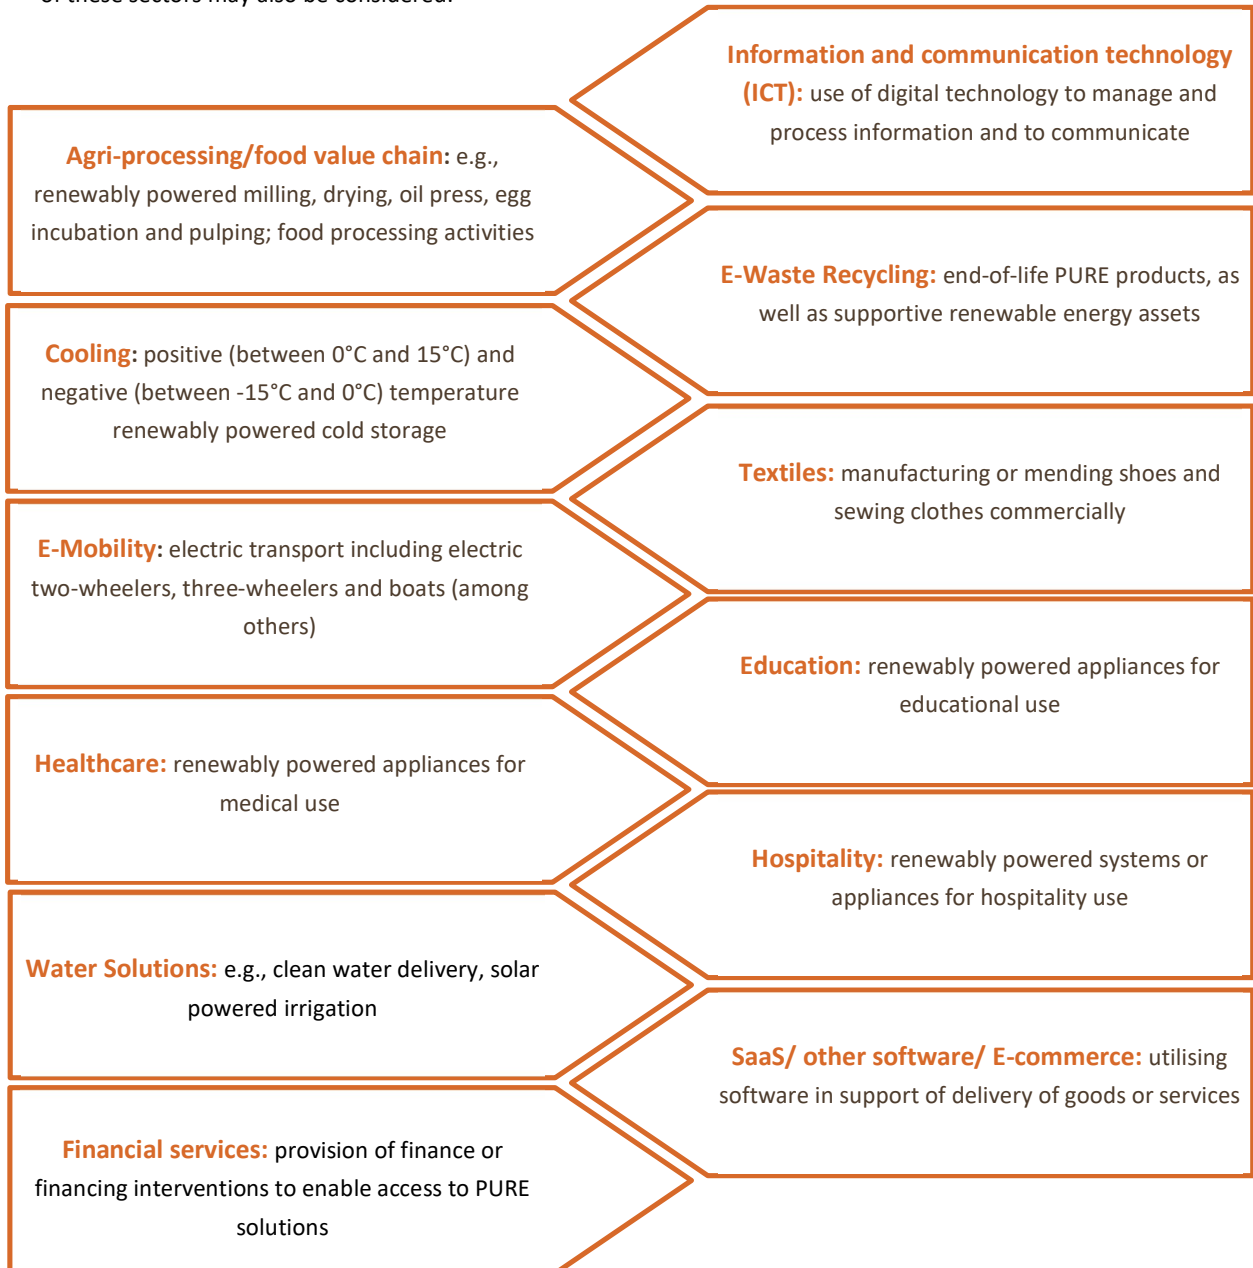 of these sectors may also be considered.
Information and communication technology
(ICT): use of digital technology to manage and
process information and to communicate
Agri-processing/food value chain: e.g.,
renewably powered milling, drying, oil press, egg
incubation and pulping; food processing activities
E-Waste Recycling: end-of-life PURE products, as
well as supportive renewable energy assets
Cooling: positive (between 0°C and 15°C) and
negative (between -15°C and 0°C) temperature
renewably powered cold storage
Textiles: manufacturing or mending shoes and
sewing clothes commercially
E-Mobility: electric transport including electric
two-wheelers, three-wheelers and boats (among
others)
Education: renewably powered appliances for
educational use
Healthcare: renewably powered appliances for
medical use
Hospitality: renewably powered systems or
appliances for hospitality use
Water Solutions: e.g., clean water delivery, solar
powered irrigation
SaaS/ other software/ E-commerce: utilising
software in support of delivery of goods or services
Financial services: provision of finance or
financing interventions to enable access to PURE
solutions